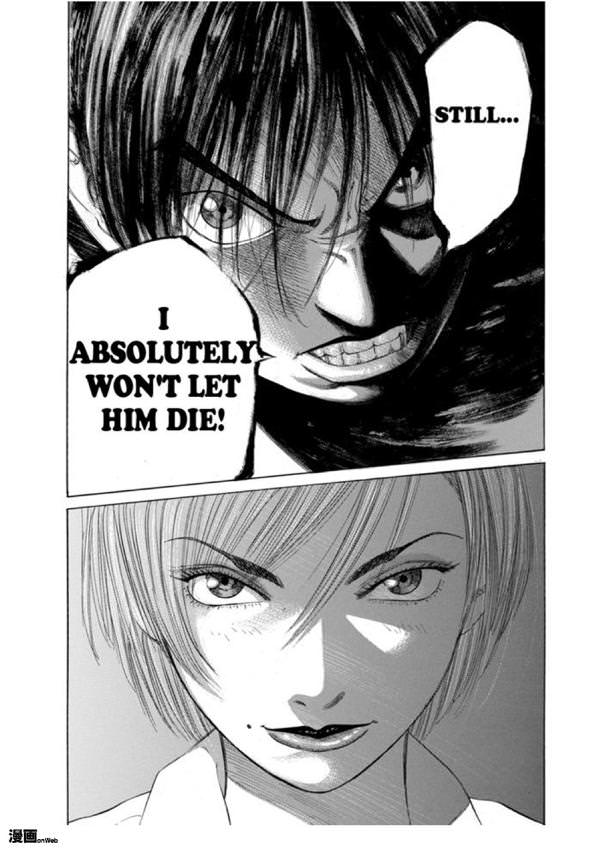 STILL...
I
ABSOLUTELY
WON'T LET
HIM DIE!
漫画onWeb